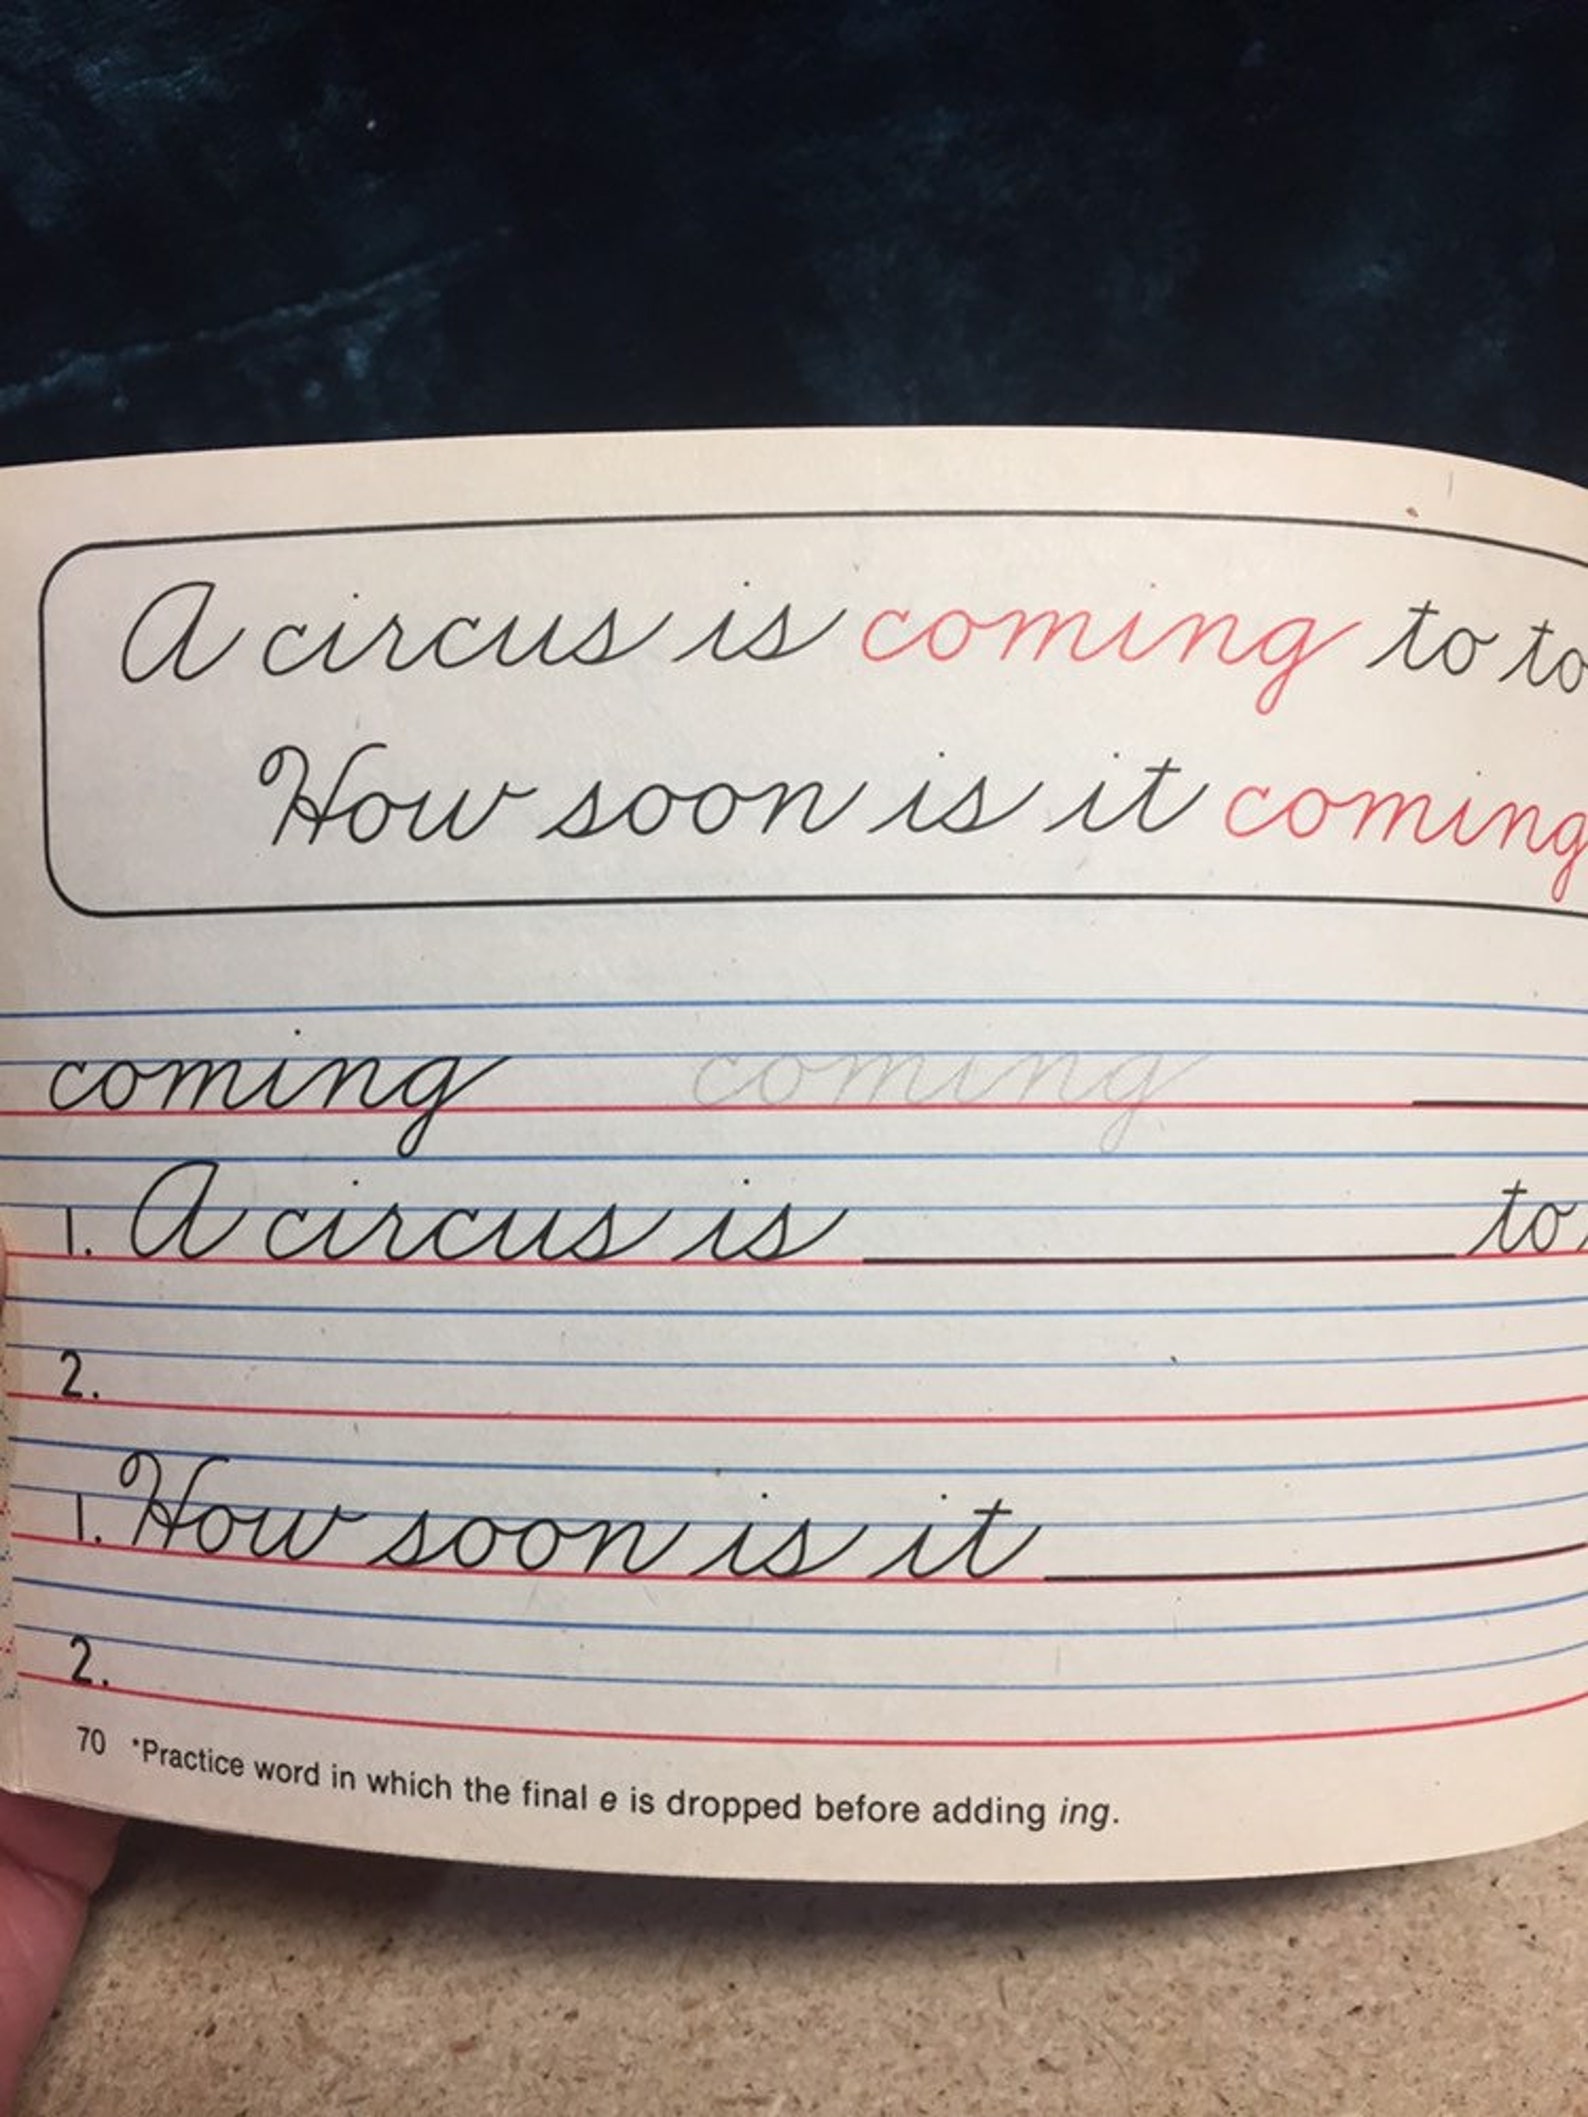 A circus is coming to to
How soon is it coming
coming coming
1. A circus is to
2.
1. How soon is it
2.
70 *Practice word in which the final e is dropped before adding ing.